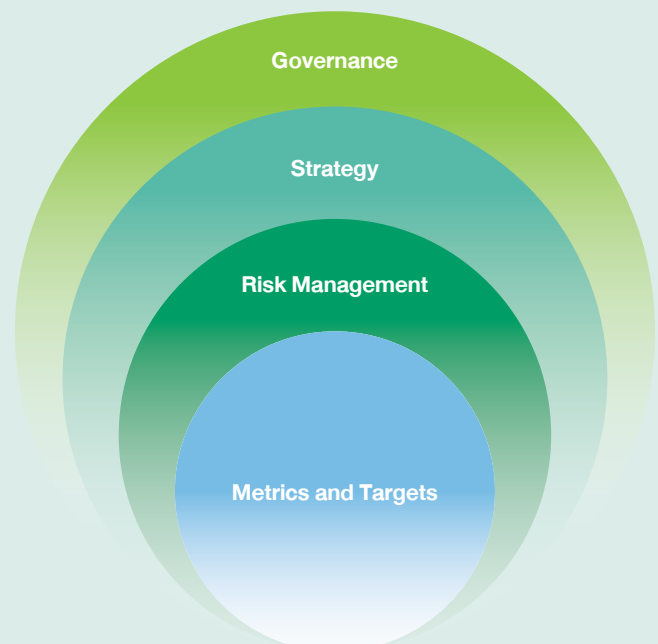 Governance
Strategy
Risk Management
Metrics and Targets